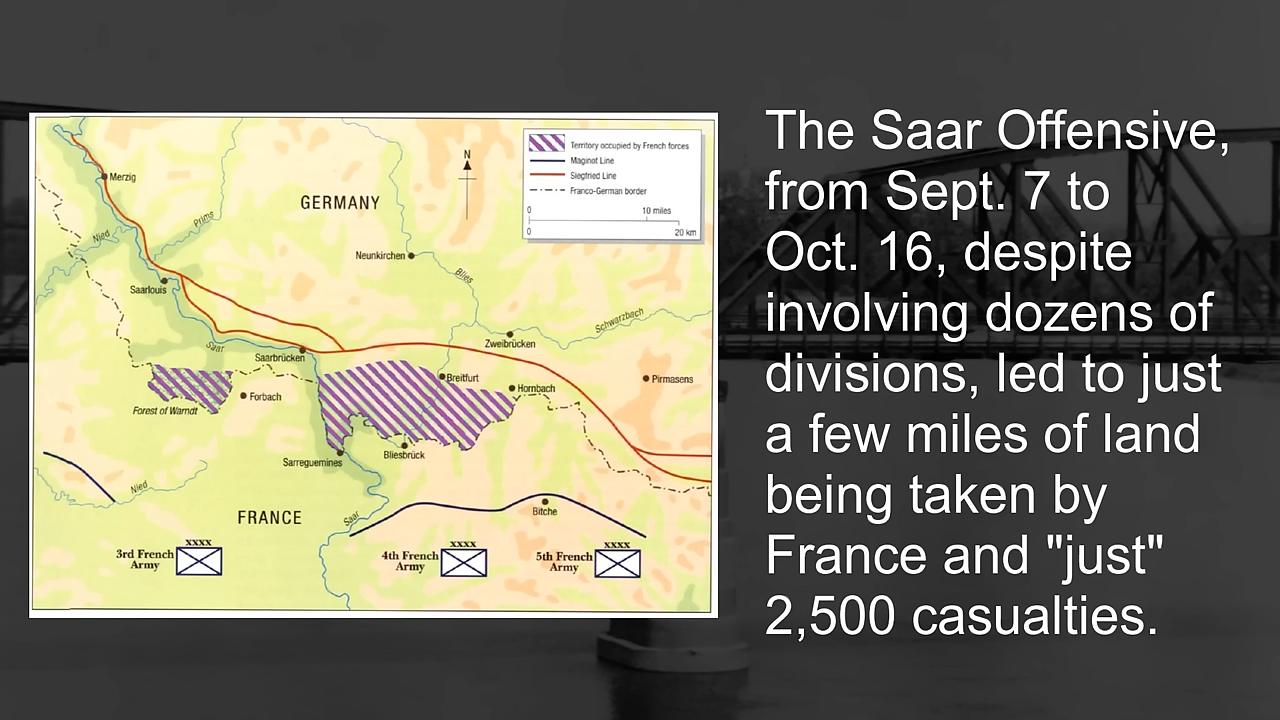 Territory occupied by French forces
Maginot Line
Siegfried Line
Franco-German border
0 10 miles
0 20 km
N
Merzig
GERMANY
Prims
Nied
Neunkirchen
Blies
Saarlouis
Schwarzbach
Zweibrücken
Saar
Saarbrücken
Breitfurt
Hornbach
Pirmasens
Forbach
Forest of Warndt
Sarreguemines
Bliesbrück
Nied
Saar
Bitche
FRANCE
xxxx
3rd French
Army
xxxx
4th French
Army
xxxx
5th French
Army
The Saar Offensive,
from Sept. 7 to
Oct. 16, despite
involving dozens of
divisions, led to just
a few miles of land
being taken by
France and "just"
2,500 casualties.